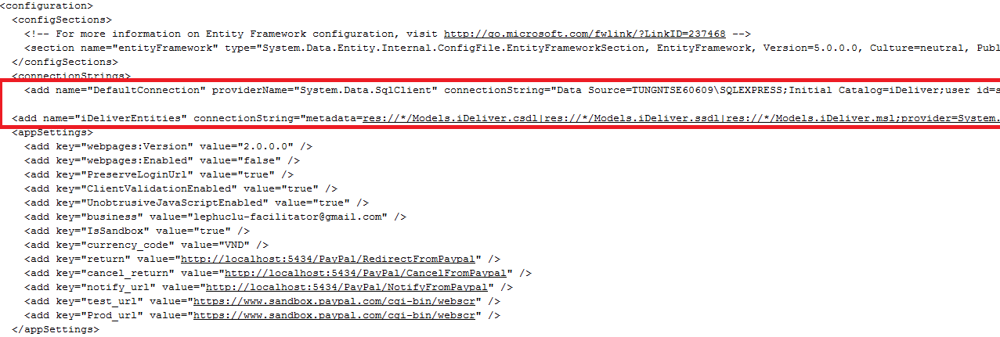 <configuration>
<configSections>
<!-- For more information on Entity Framework configuration, visit http://go.microsoft.com/fwlink/?LinkID=237468 -->
<section name="entityFramework" type="System.Data.Entity.Internal.ConfigFile.EntityFrameworkSection, EntityFramework, Version=5.0.0.0, Culture=neutral, Publ
</configSections>
<connectionStrings>
<add name="DefaultConnection" providerName="System.Data.SqlClient" connectionString="Data Source=TUNGNTSE60609\SQLEXPRESS;Initial Catalog=iDeliver;user id=s
<add name="iDeliverEntities" connectionString="metadata=res://*/Models.iDeliver.csdl|res://*/Models.iDeliver.ssdl|res://*/Models.iDeliver.msl;provider=System.
<appSettings>
<add key="webpages:Version" value="2.0.0.0" />
<add key="webpages:Enabled" value="false" />
<add key="PreserveLoginUrl" value="true" />
<add key="ClientValidationEnabled" value="true" />
<add key="UnobtrusiveJavaScriptEnabled" value="true" />
<add key="business" value="lephuclu-facilitator@gmail.com" />
<add key="IsSandbox" value="true" />
<add key="currency_code" value="VND" />
<add key="return" value="http://localhost:5434/PayPal/RedirectFromPaypal" />
<add key="cancel_return" value="http://localhost:5434/PayPal/CancelFromPaypal" />
<add key="notify_url" value="http://localhost:5434/PayPal/NotifyFromPaypal" />
<add key="test_url" value="https://www.sandbox.paypal.com/cgi-bin/webscr" />
<add key="Prod_url" value="https://www.sandbox.paypal.com/cgi-bin/webscr" />
</appSettings>